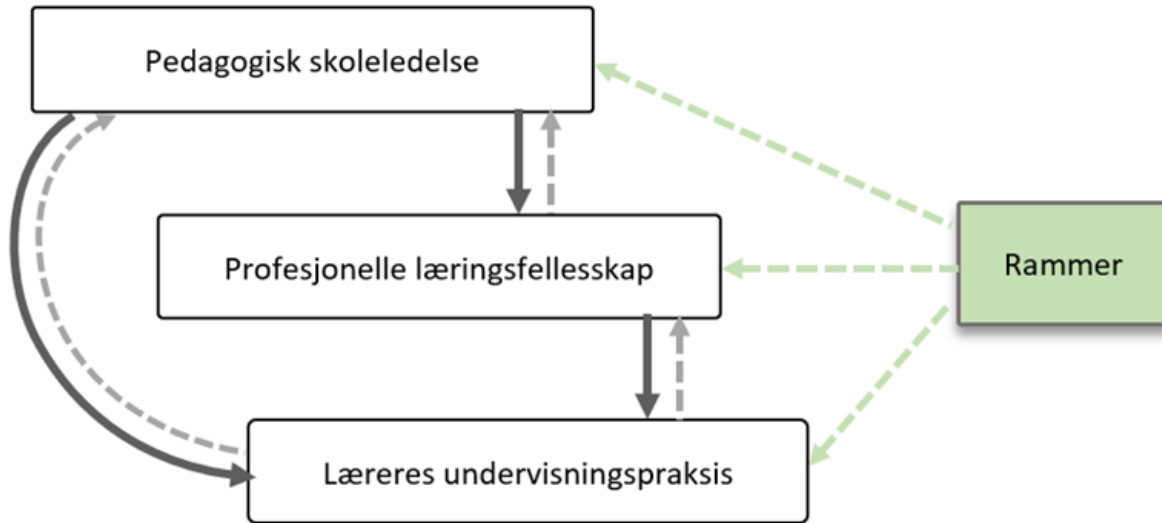 Pedagogisk skoleledelse
Profesjonelle læringsfellesskap
Rammer
Læreres undervisningspraksis